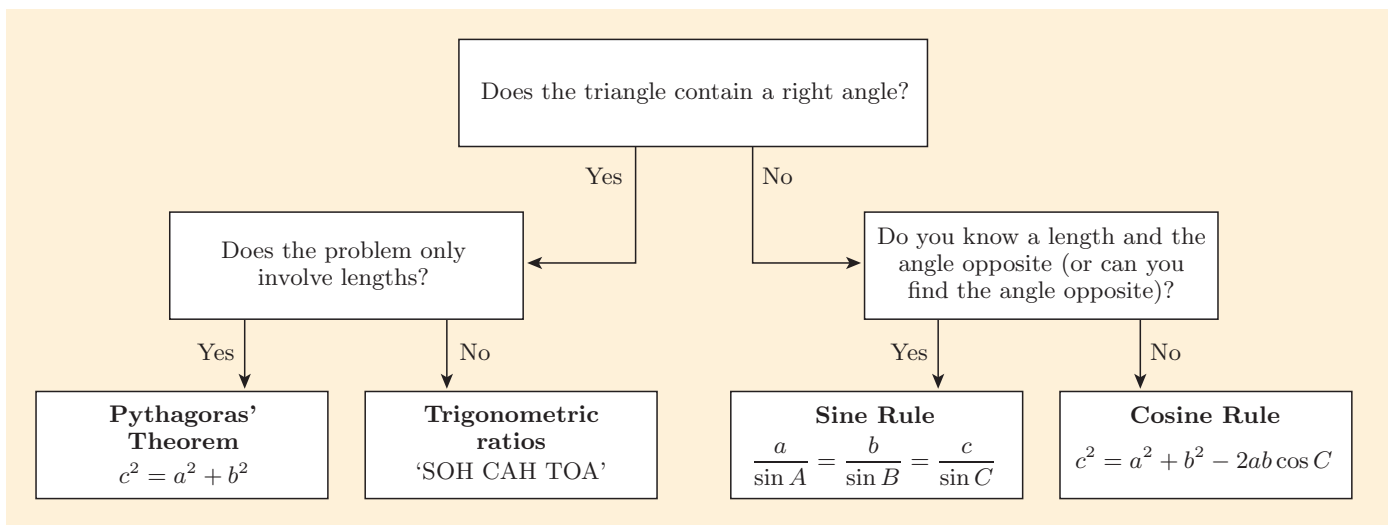 Does the triangle contain a right angle?
Yes
No
Does the problem only
involve lengths?
Do you know a length and the
angle opposite (or can you
find the angle opposite)?
Yes
No
Yes
No
Pythagoras’
Theorem
c² = a² + b²
Trigonometric
ratios
‘SOH CAH TOA’
Sine Rule
a/sin A = b/sin B = c/sin C
Cosine Rule
c² = a² + b² − 2ab cos C